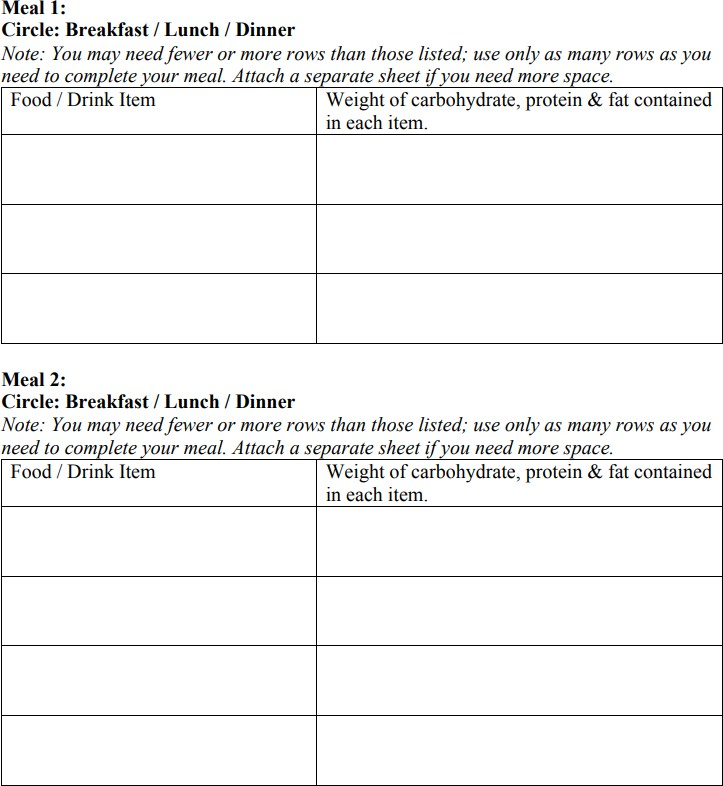 Meal 1:
Circle: Breakfast / Lunch / Dinner
Note: You may need fewer or more rows than those listed; use only as many rows as you
need to complete your meal. Attach a separate sheet if you need more space.
Food / Drink Item
Weight of carbohydrate, protein & fat contained
in each item.
Meal 2:
Circle: Breakfast / Lunch / Dinner
Note: You may need fewer or more rows than those listed; use only as many rows as you
need to complete your meal. Attach a separate sheet if you need more space.
Food / Drink Item
Weight of carbohydrate, protein & fat contained
in each item.